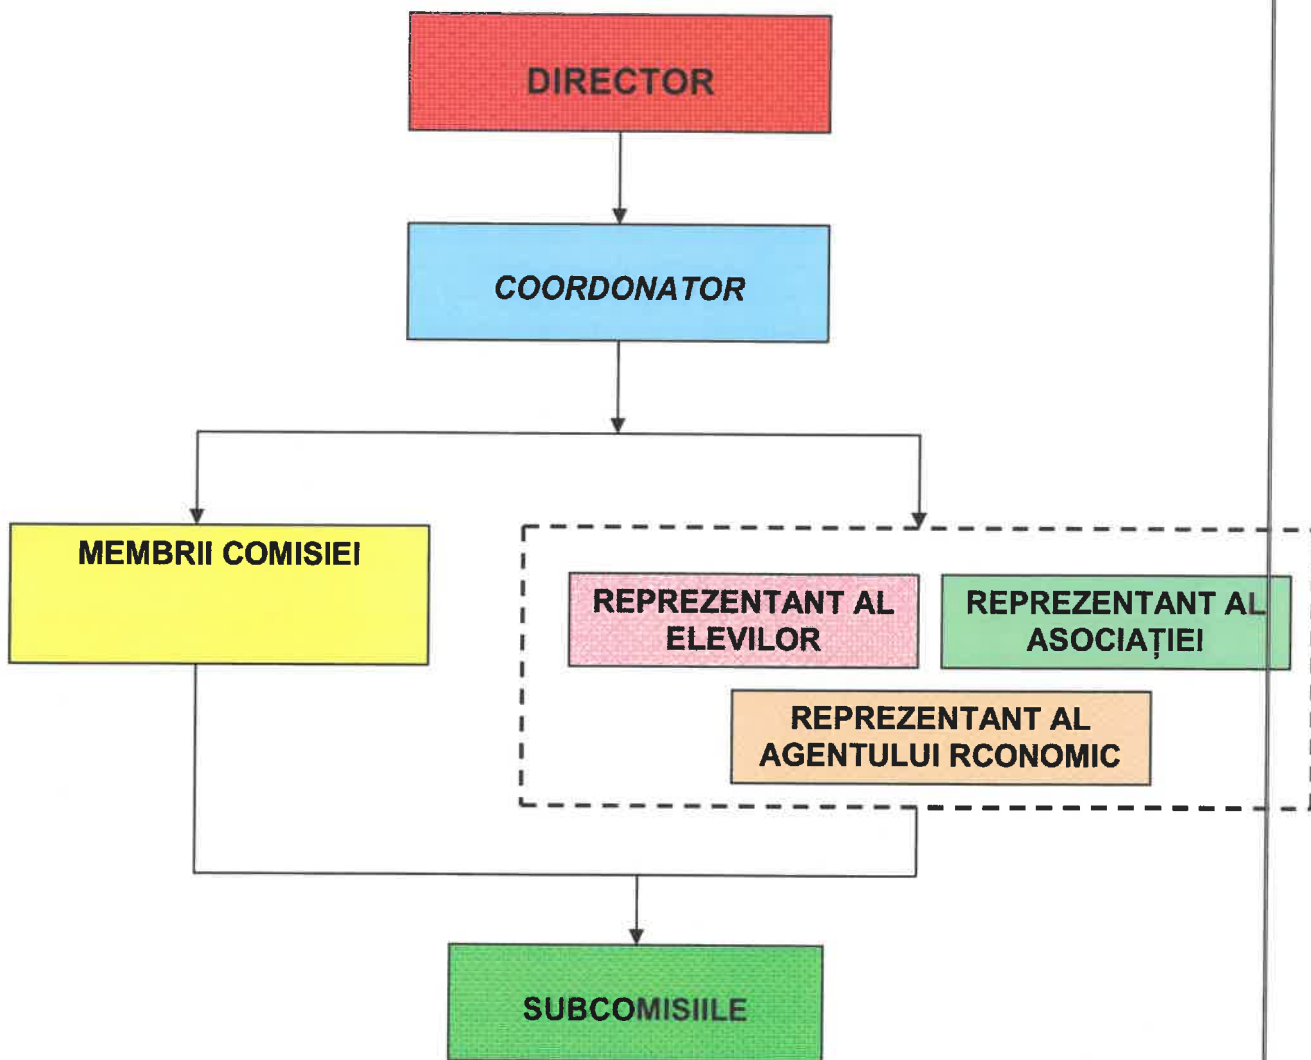 DIRECTOR
COORDONATOR
MEMBRII COMISIEI
REPREZENTANT AL
ELEVILOR
REPREZENTANT AL
ASOCIAȚIEI
REPREZENTANT AL
AGENTULUI RCONOMIC
SUBCOMISIILE